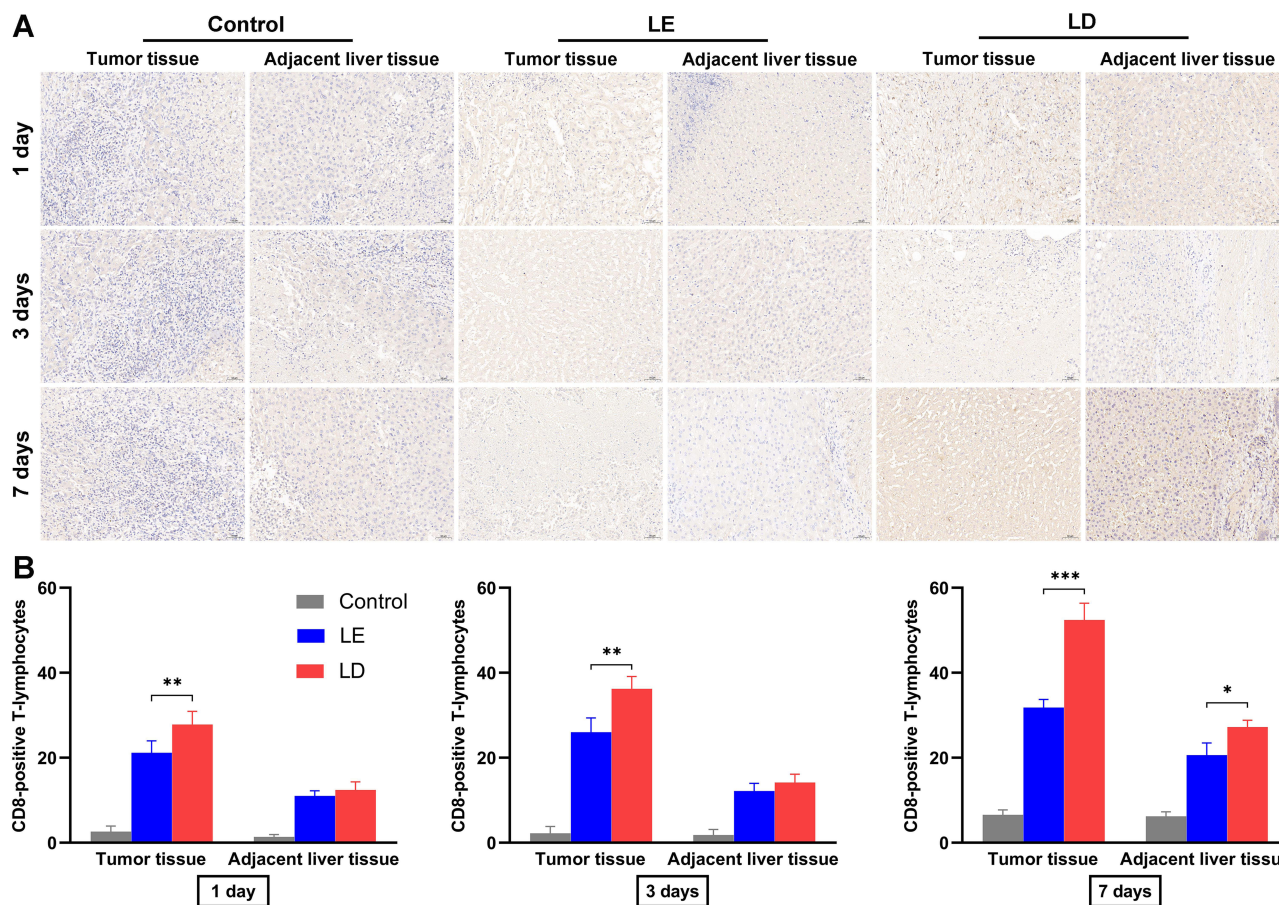 A
Control
LE
LD
Tumor tissue
Adjacent liver tissue
Tumor tissue
Adjacent liver tissue
Tumor tissue
Adjacent liver tissue
1 day
3 days
7 days
B
CD8-positive T-lymphocytes
60
40
20
0
**
Control
LE
LD
Tumor tissue
Adjacent liver tissue
1 day
CD8-positive T-lymphocytes
60
40
20
0
**
Tumor tissue
Adjacent liver tissue
3 days
CD8-positive T-lymphocytes
60
40
20
0
***
*
Tumor tissue
Adjacent liver tissue
7 days